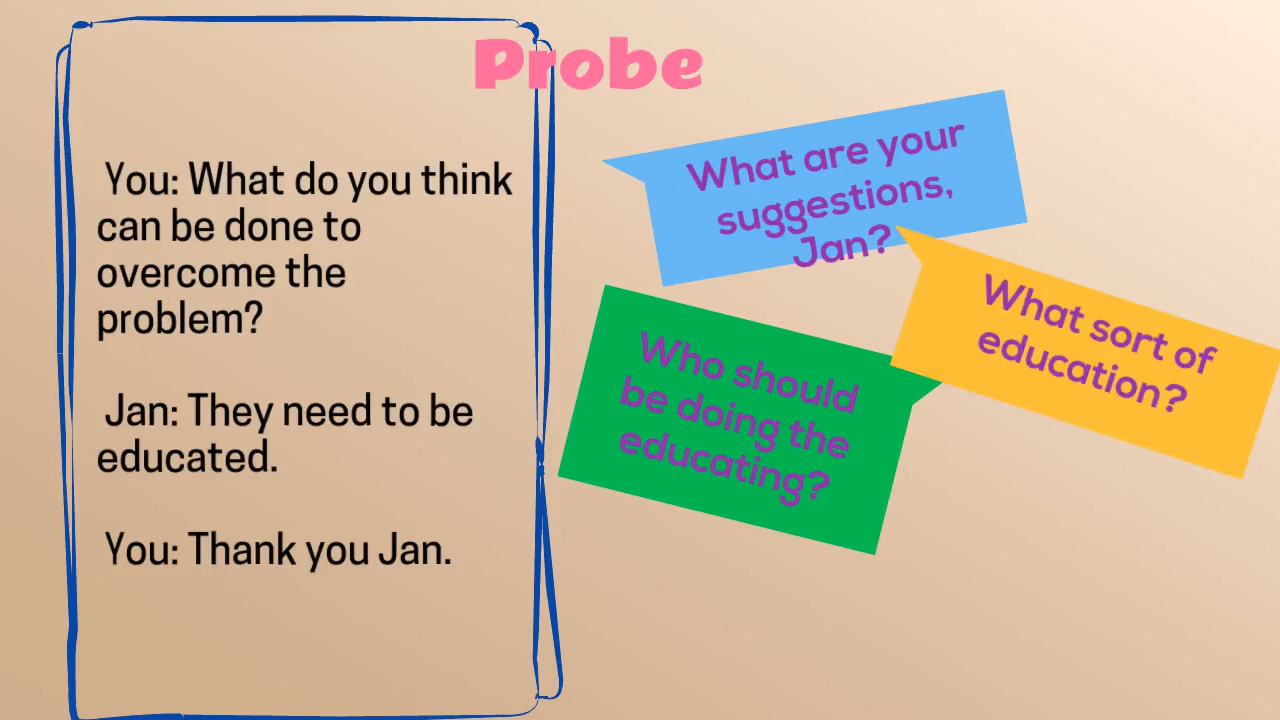 Probe
You: What do you think
can be done to
overcome the
problem?
Jan: They need to be
educated.
You: Thank you Jan.
What are your
suggestions,
Jan?
What sort of
education?
Who should
be doing the
educating?